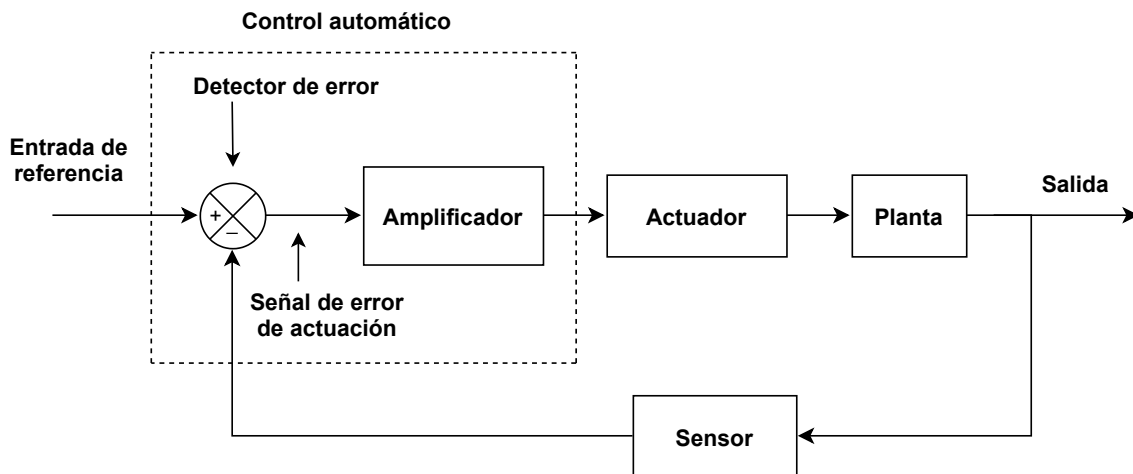 Control automático
Detector de error
Entrada de
referencia
Salida
+
−
Amplificador
Actuador
Planta
Señal de error
de actuación
Sensor